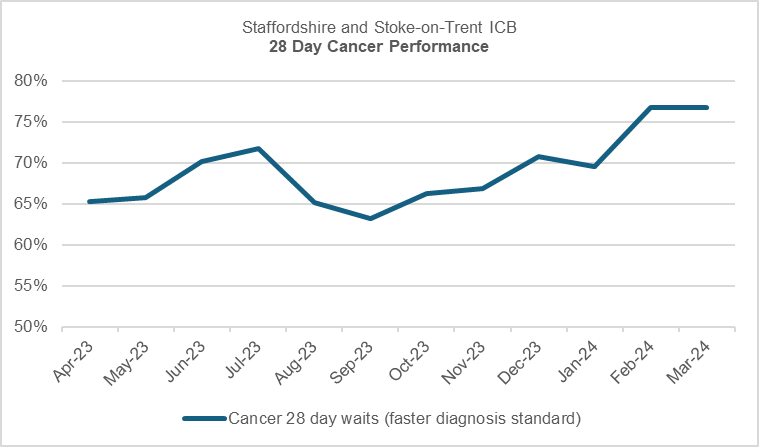 Staffordshire and Stoke-on-Trent ICB
28 Day Cancer Performance
80%
75%
70%
65%
60%
55%
50%
Apr-23
May-23
Jun-23
Jul-23
Aug-23
Sep-23
Oct-23
Nov-23
Dec-23
Jan-24
Feb-24
Mar-24
Cancer 28 day waits (faster diagnosis standard)